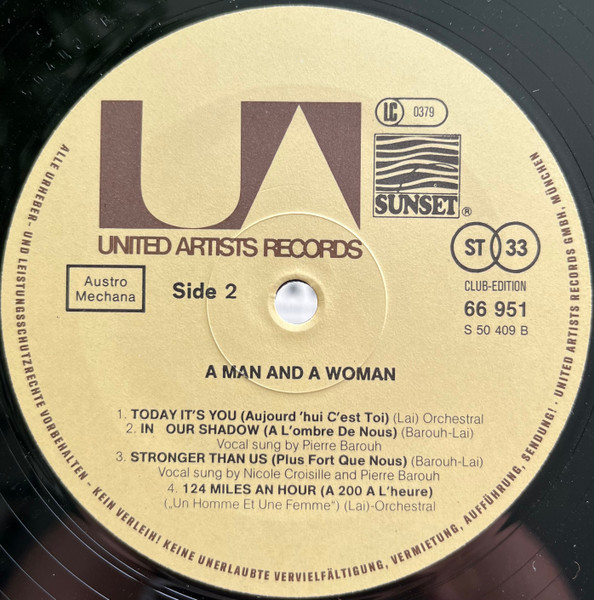 UA
UNITED ARTISTS RECORDS
LC 0379
SUNSET®
ST 33
CLUB-EDITION
66 951
S 50 409 B
Austro
Mechana
Side 2
A MAN AND A WOMAN
1. TODAY IT'S YOU (Aujourd'hui C'est Toi) (Lai) Orchestral
2. IN OUR SHADOW (A L'ombre De Nous) (Barouh-Lai)
Vocal sung by Pierre Barouh
3. STRONGER THAN US (Plus Fort Que Nous) (Barouh-Lai)
Vocal sung by Nicole Croisille and Pierre Barouh
4. 124 MILES AN HOUR (A 200 A L'heure)
(„Un Homme Et Une Femme") (Lai)-Orchestral
ALLE URHEBER- UND LEISTUNGSSCHUTZRECHTE VORBEHALTEN - KEIN VERLEIH! KEINE UNERLAUBTE VERVIELFÄLTIGUNG, VERMIETUNG, AUFFÜHRUNG, SENDUNG! · UNITED ARTISTS RECORDS GMBH, MÜNCHEN